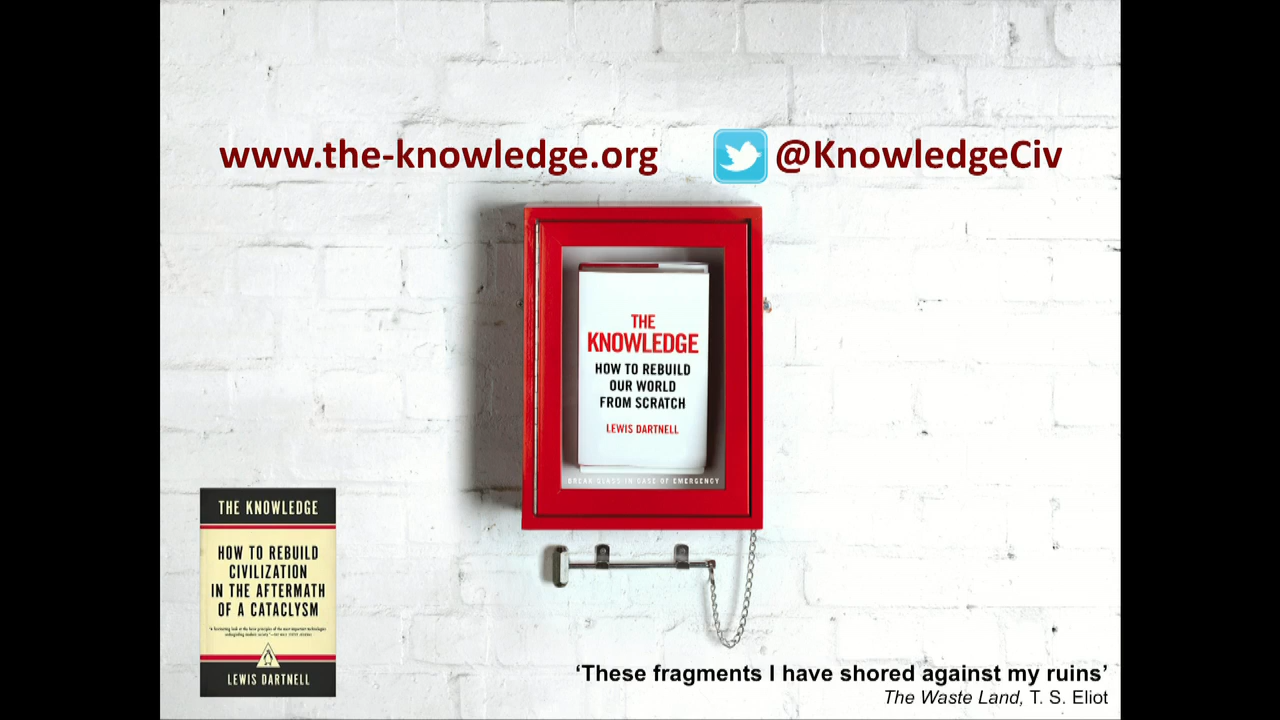 www.the-knowledge.org
@KnowledgeCiv
THE
KNOWLEDGE
HOW TO REBUILD
OUR WORLD
FROM SCRATCH
LEWIS DARTNELL
BREAK GLASS IN CASE OF EMERGENCY
THE KNOWLEDGE
HOW TO REBUILD
CIVILIZATION
IN THE AFTERMATH
OF A CATACLYSM
LEWIS DARTNELL
‘These fragments I have shored against my ruins’
The Waste Land, T. S. Eliot